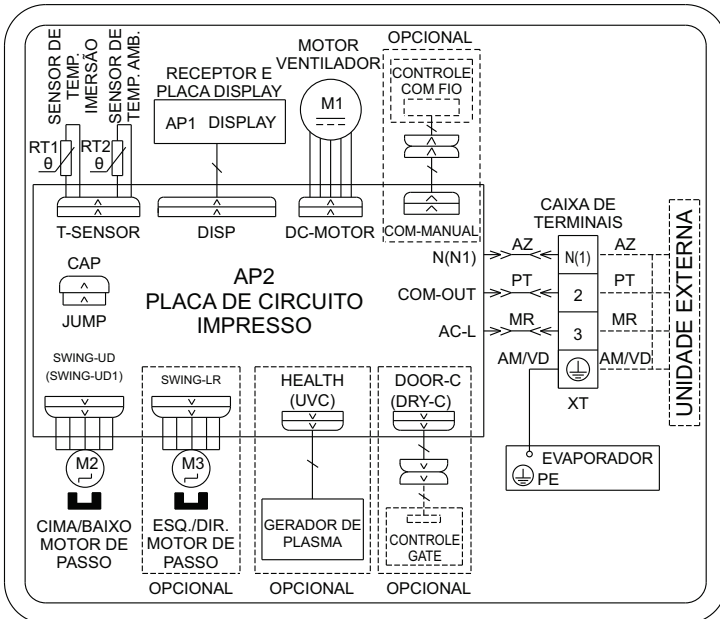 SENSOR DE
TEMP.
IMERSÃO
SENSOR DE
TEMP. AMB.
RT1
θ
RT2
θ
RECEPTOR E
PLACA DISPLAY
AP1 DISPLAY
MOTOR
VENTILADOR
M1
OPCIONAL
CONTROLE
COM FIO
T-SENSOR
DISP
DC-MOTOR
COM-MANUAL
CAP
JUMP
AP2
PLACA DE CIRCUITO
IMPRESSO
N(N1)
COM-OUT
AC-L
AZ
PT
MR
AM/VD
CAIXA DE
TERMINAIS
N(1)
2
3
XT
AZ
PT
MR
AM/VD
UNIDADE EXTERNA
EVAPORADOR
PE
SWING-UD
(SWING-UD1)
M2
CIMA/BAIXO
MOTOR DE
PASSO
SWING-LR
M3
ESQ./DIR.
MOTOR DE
PASSO
OPCIONAL
HEALTH
(UVC)
GERADOR DE
PLASMA
OPCIONAL
DOOR-C
(DRY-C)
CONTROLE
GATE
OPCIONAL